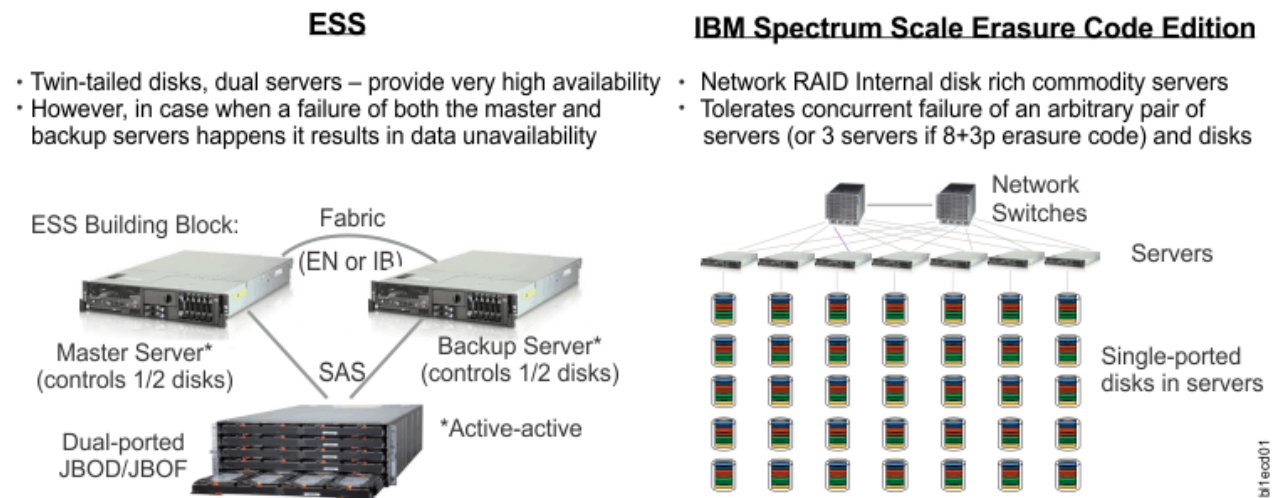 ESS
• Twin-tailed disks, dual servers – provide very high availability
• However, in case when a failure of both the master and
backup servers happens it results in data unavailability
ESS Building Block:
Fabric
(EN or IB)
Master Server*
(controls 1/2 disks)
SAS
Backup Server*
(controls 1/2 disks)
Dual-ported
JBOD/JBOF
*Active-active
IBM Spectrum Scale Erasure Code Edition
• Network RAID Internal disk rich commodity servers
• Tolerates concurrent failure of an arbitrary pair of
servers (or 3 servers if 8+3p erasure code) and disks
Network
Switches
Servers
Single-ported
disks in servers
bl1ecd01